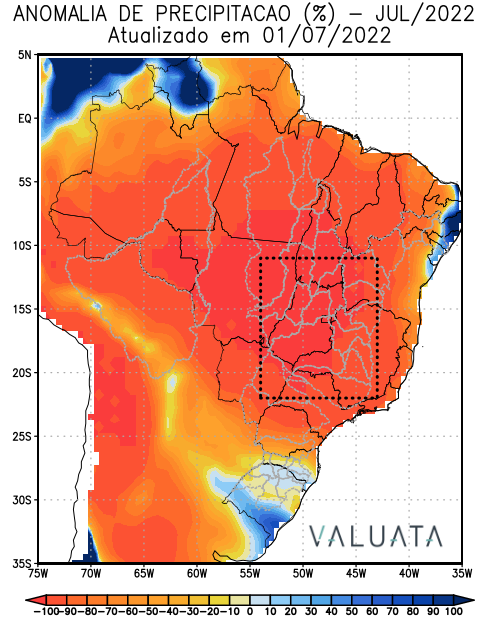 ANOMALIA DE PRECIPITACAO (%) – JUL/2022
Atualizado em 01/07/2022
5N
EQ
5S
10S
15S
20S
25S
30S
35S
VALUATA
75W 70W 65W 60W 55W 50W 45W 40W 35W
-100-90-80-70-60-50-40-30-20-10 0 10 20 30 40 50 60 70 80 90 100